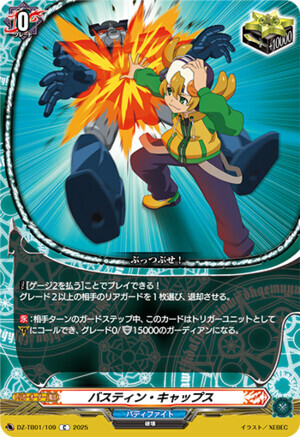 0
グレード
+10000
ぶっつぶせ!
[ゲージ2を払う]ことでプレイできる!
グレード2以上の相手のリアガードを1枚選び、退却させる。
永:相手ターンのガードステップ中、このカードはトリガーユニットとして
にコールでき、グレード0/15000のガーディアンになる。
バスティン・キャップス
バディファイト
破壊
DZ-TB01/109 C 2025
イラスト/XEBEC